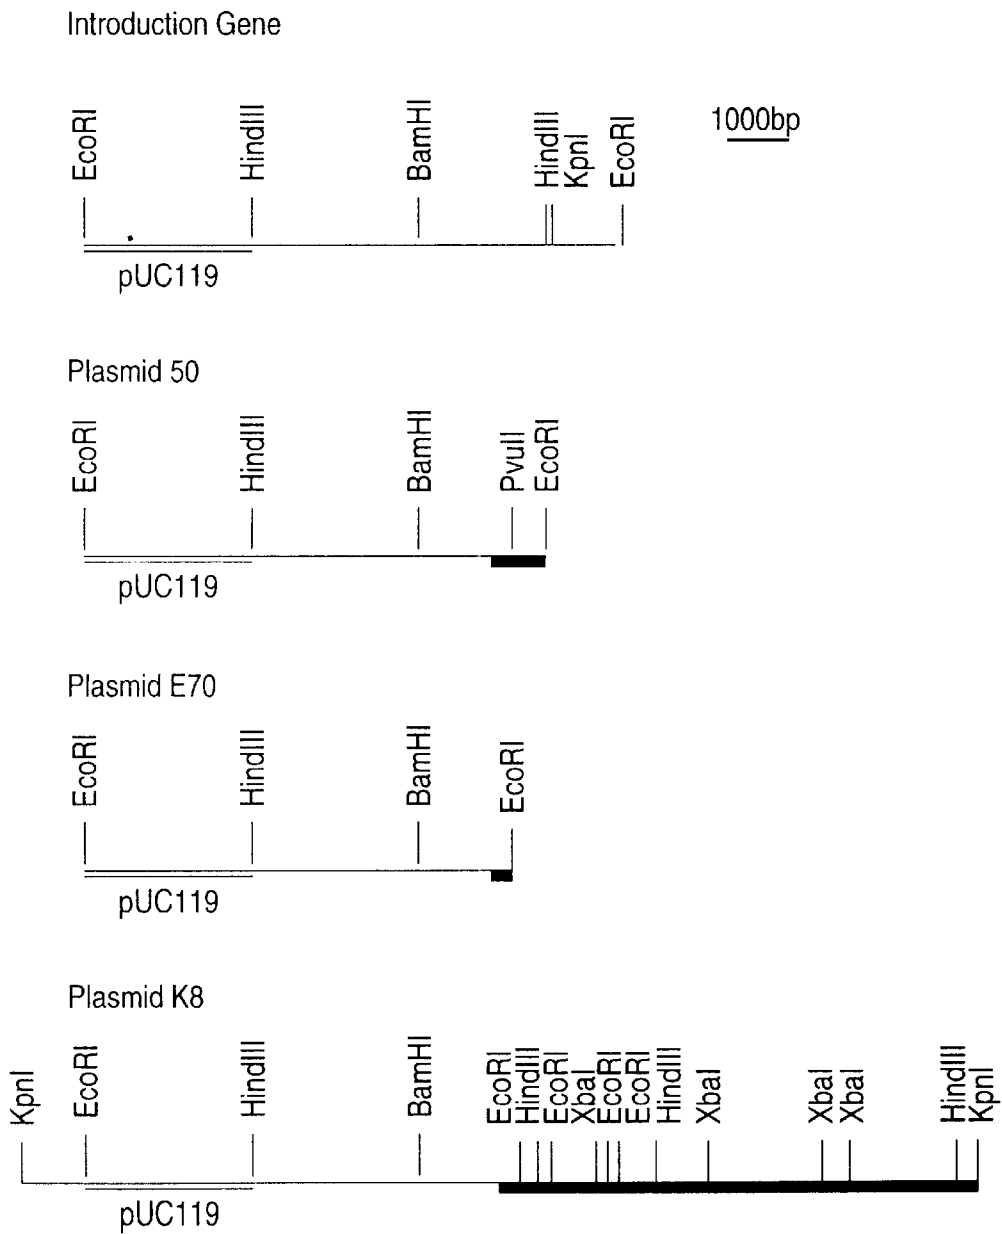 Introduction Gene
EcoRI
HindIII
BamHI
HindIII
KpnI
EcoRI
1000bp
pUC119
Plasmid 50
EcoRI
HindIII
BamHI
PvuII
EcoRI
pUC119
Plasmid E70
EcoRI
HindIII
BamHI
EcoRI
pUC119
Plasmid K8
KpnI
EcoRI
HindIII
BamHI
EcoRI
HindIII
EcoRI
XbaI
EcoRI
EcoRI
HindIII
XbaI
XbaI
XbaI
HindIII
KpnI
pUC119